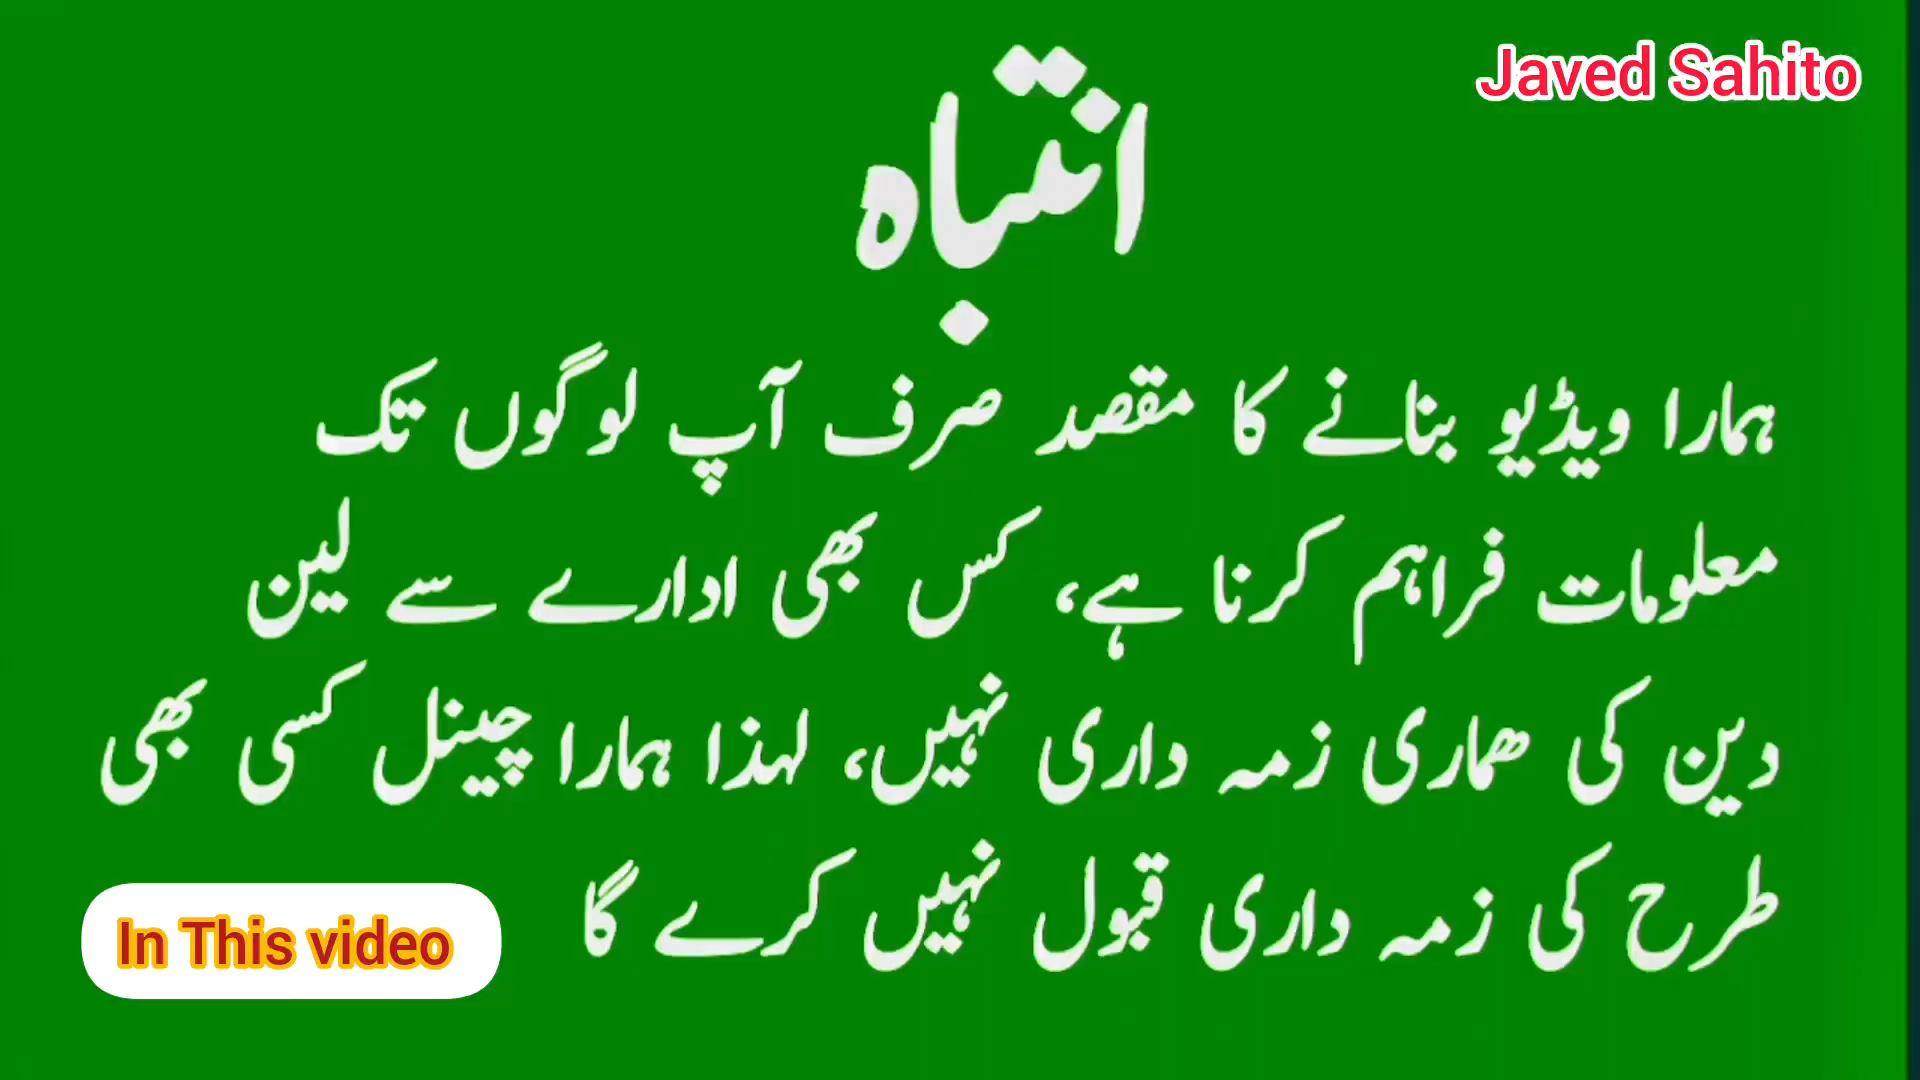 Javed Sahito
انتباہ
ہمارا ویڈیو بنانے کا مقصد صرف آپ لوگوں تک
معلومات فراہم کرنا ہے، کس بھی ادارے سے لین
دین کی ھماری زمہ داری نہیں، لہذا ہمارا چینل کسی بھی
طرح کی زمہ داری قبول نہیں کرے گا
In This video